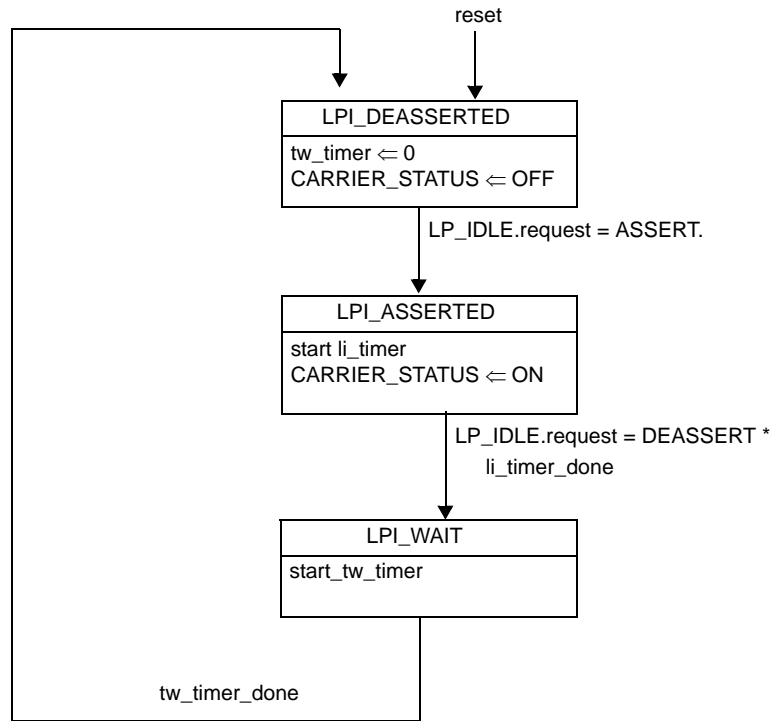 reset
LPI_DEASSERTED
tw_timer ⇐ 0
CARRIER_STATUS ⇐ OFF
LP_IDLE.request = ASSERT.
LPI_ASSERTED
start li_timer
CARRIER_STATUS ⇐ ON
LP_IDLE.request = DEASSERT *
li_timer_done
LPI_WAIT
start_tw_timer
tw_timer_done